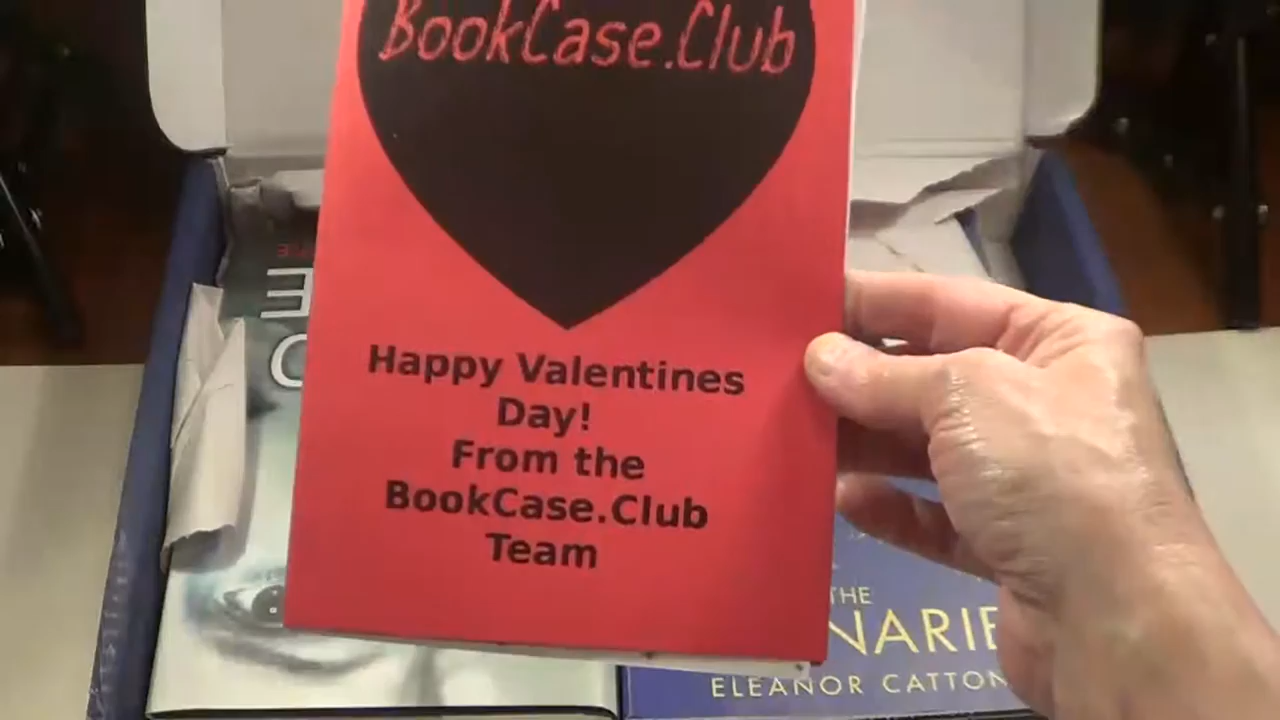 BookCase.Club
Happy Valentines
Day!
From the
BookCase.Club
Team
THE
ELEANOR CATTON